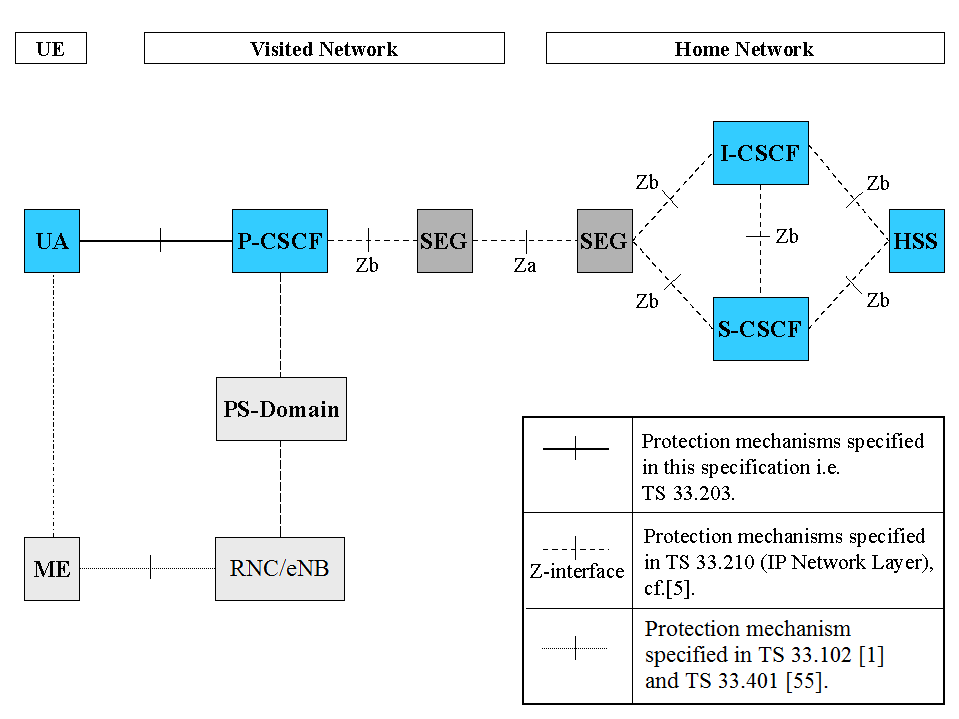 UE
Visited Network
Home Network
I-CSCF
Zb
Zb
UA
P-CSCF
SEG
SEG
Zb
HSS
Zb
Za
Zb
Zb
S-CSCF
PS-Domain
Protection mechanisms specified
in this specification i.e.
TS 33.203.
Protection mechanisms specified
in TS 33.210 (IP Network Layer),
cf.[5].
Z-interface
ME
RNC/eNB
Protection mechanism
specified in TS 33.102 [1]
and TS 33.401 [55].